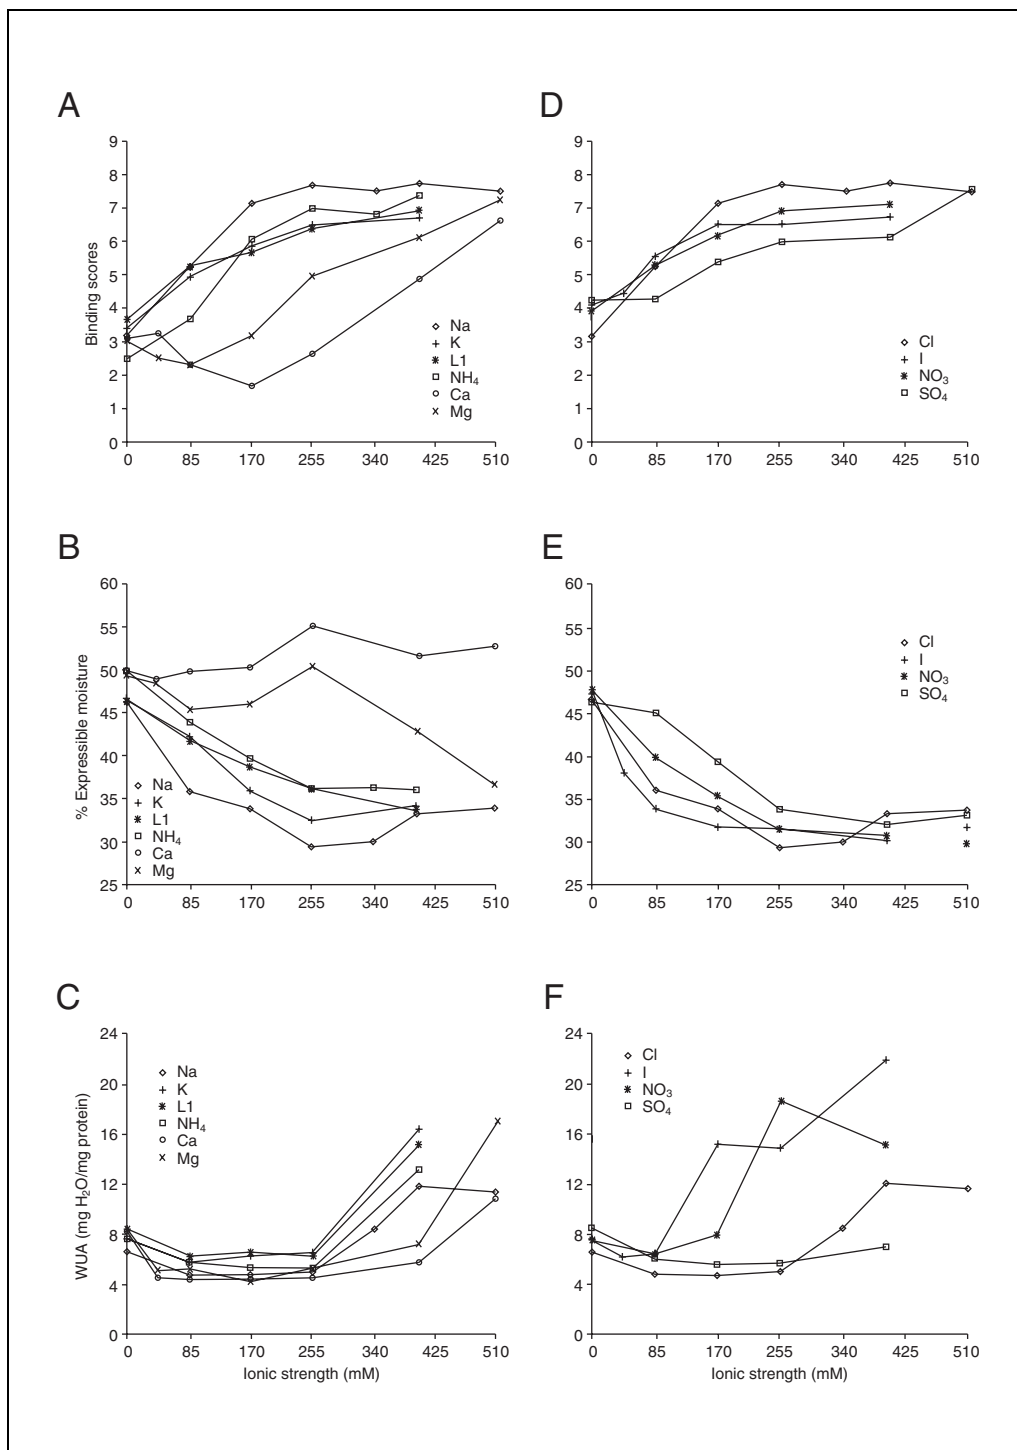 A
9
8
7
6
5
4
3
2
1
0
Binding scores
Na
K
L1
NH₄
Ca
Mg
0 85 170 255 340 425 510
D
9
8
7
6
5
4
3
2
1
0
Cl
I
NO₃
SO₄
0 85 170 255 340 425 510
B
60
55
50
45
40
35
30
25
% Expressible moisture
Na
K
L1
NH₄
Ca
Mg
0 85 170 255 340 425 510
E
60
55
50
45
40
35
30
25
Cl
I
NO₃
SO₄
0 85 170 255 340 425 510
C
24
20
16
12
8
4
0
WUA (mg H₂O/mg protein)
Na
K
L1
NH₄
Ca
Mg
0 85 170 255 340 425 510
Ionic strength (mM)
F
24
20
16
12
8
4
0
Cl
I
NO₃
SO₄
0 85 170 255 340 425 510
Ionic strength (mM)